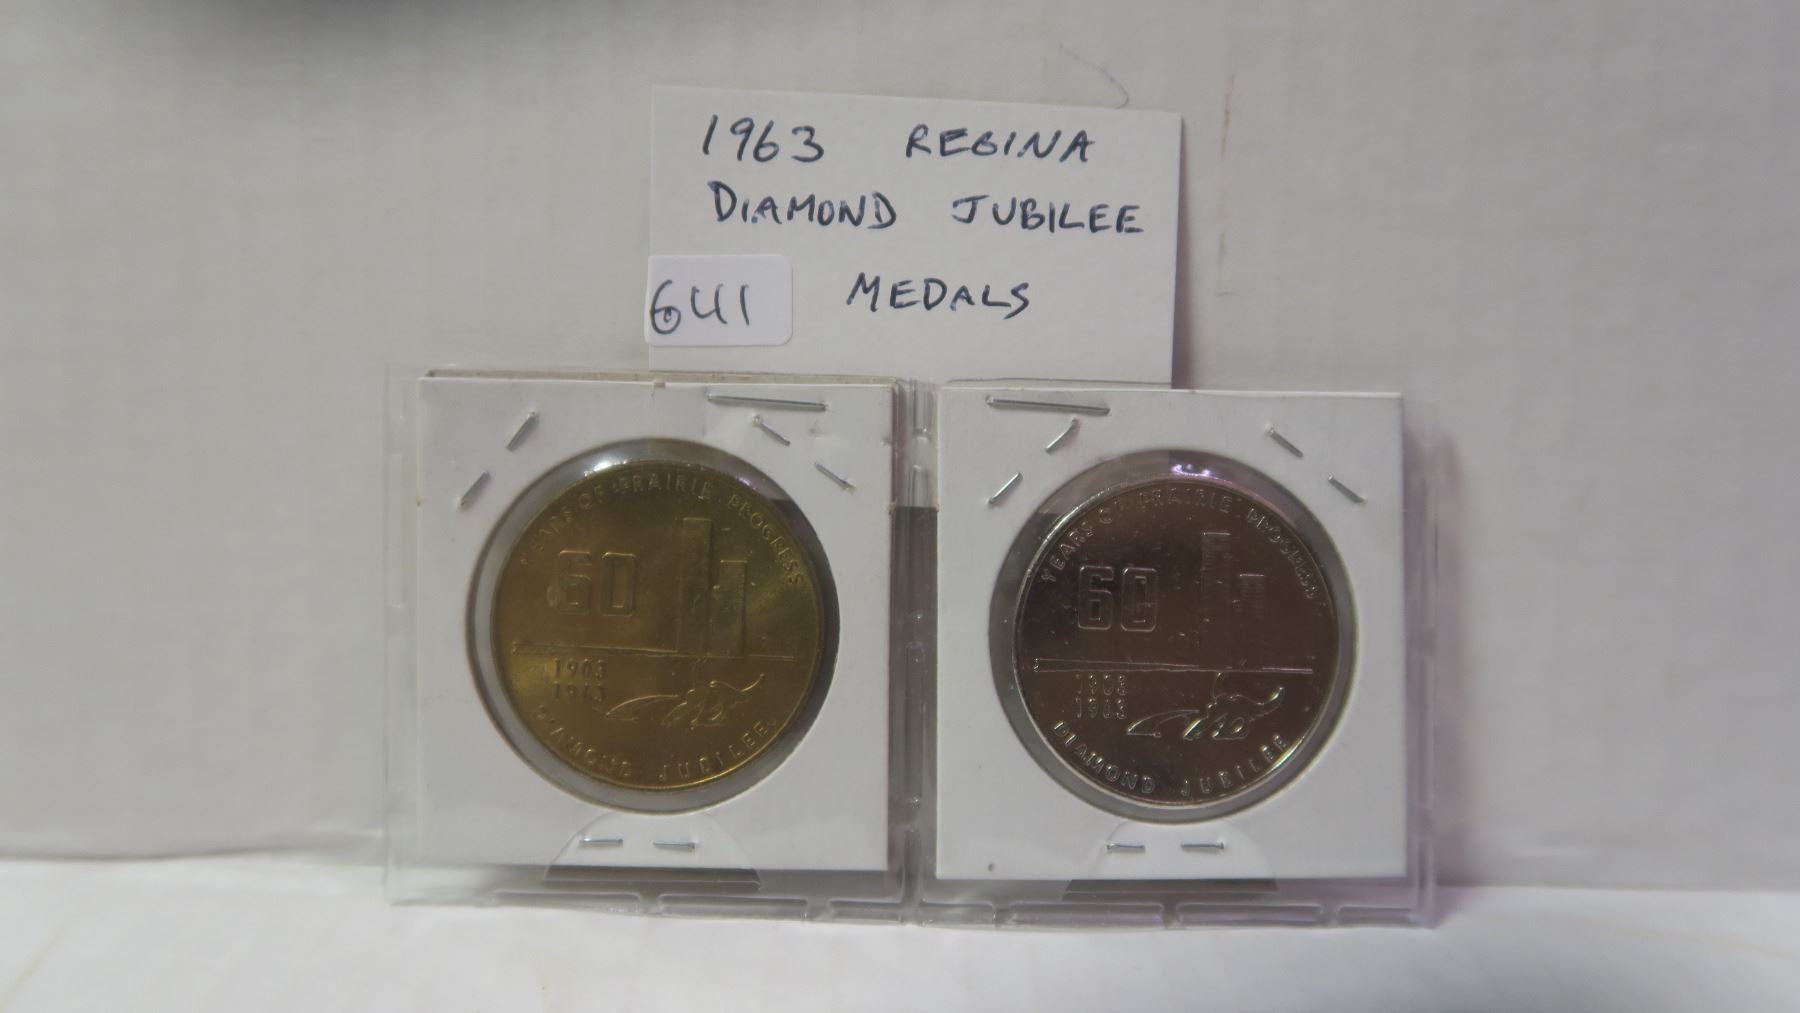 1963 REGINA
DIAMOND JUBILEE
MEDALS
641
YEARS OF PRAIRIE PROGRESS
60
1903
1963
DIAMOND JUBILEE
YEARS OF PRAIRIE PROGRESS
60
1903
1963
DIAMOND JUBILEE